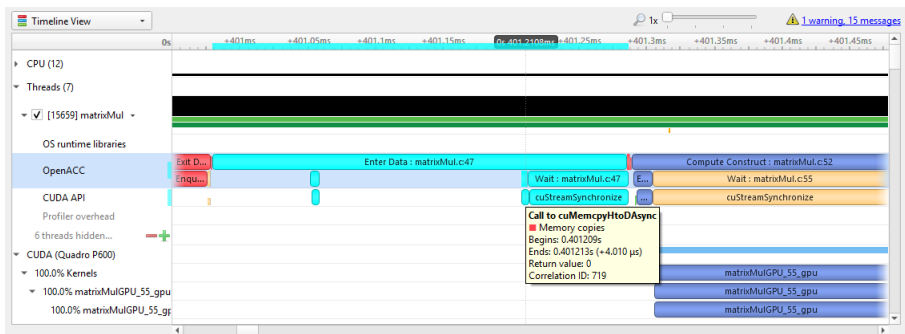 Timeline View
1x
1 warning, 15 messages
0s
+401ms
+401.05ms
+401.1ms
+401.15ms
0s 401.2108ms
+401.25ms
+401.3ms
+401.35ms
+401.4ms
+401.45ms
CPU (12)
Threads (7)
[15659] matrixMul
OS runtime libraries
OpenACC
Exit D...
Enter Data : matrixMul.c:47
Compute Construct : matrixMul.c:52
Enqu...
Wait : matrixMul.c:47
E...
Wait : matrixMul.c:55
CUDA API
cuStreamSynchronize
...
cuStreamSynchronize
Profiler overhead
6 threads hidden...
Call to cuMemcpyHtoDAsync
Memory copies
Begins: 0.401209s
Ends: 0.401213s (+4.010 µs)
Return value: 0
Correlation ID: 719
CUDA (Quadro P600)
100.0% Kernels
matrixMulGPU_55_gpu
100.0% matrixMulGPU_55_gpu
matrixMulGPU_55_gpu
100.0% matrixMulGPU_55_gp
matrixMulGPU_55_gpu